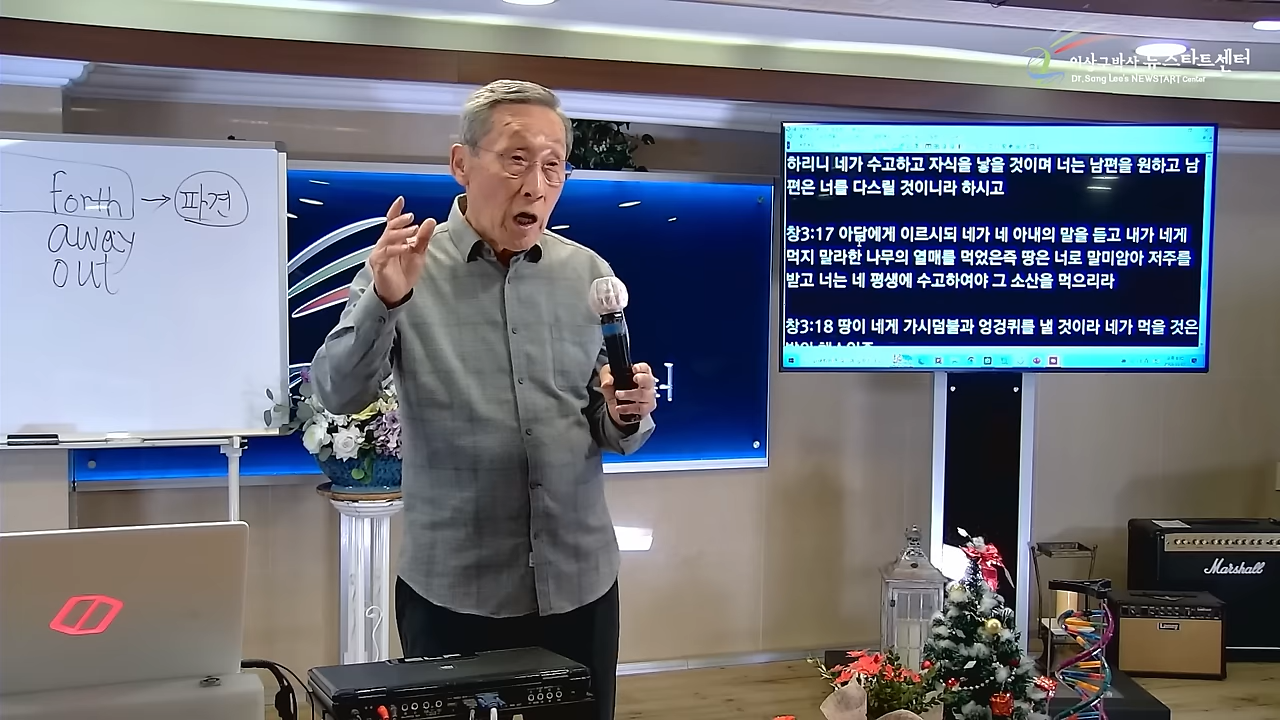 이상구박사 뉴스타트센터
Dr. Sang Lee's NEWSTART Center
forth → 파견
away
out
하리니 네가 수고하고 자식을 낳을 것이며 너는 남편을 원하고 남
편은 너를 다스릴 것이니라 하시고
창3:17 아담에게 이르시되 네가 네 아내의 말을 듣고 내가 네게
먹지 말라한 나무의 열매를 먹었은즉 땅은 너로 말미암아 저주를
받고 너는 네 평생에 수고하여야 그 소산을 먹으리라
창3:18 땅이 네게 가시덤불과 엉겅퀴를 낼 것이라 네가 먹을 것은
Marshall
Laney